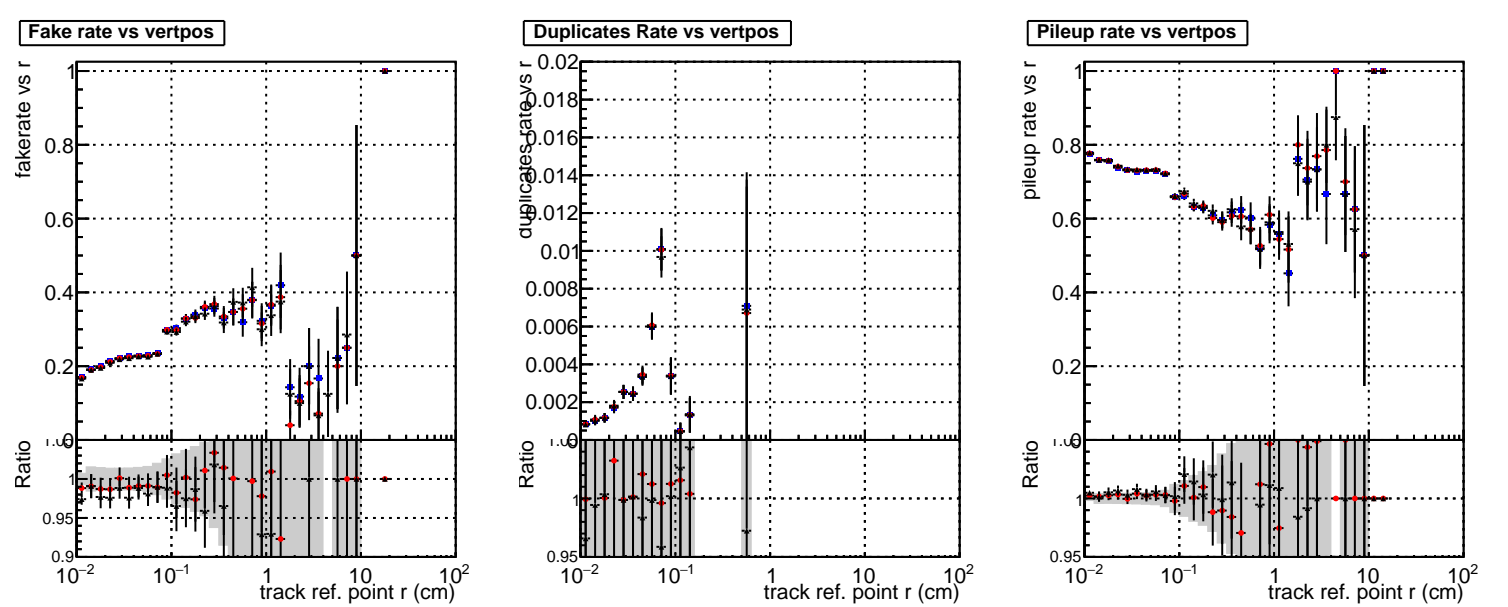 Fake rate vs vertpos
fakerate vs r
1
0.8
0.6
0.4
0.2
Ratio
1
0.95
0.9
10−2 10−1 1 10 102
track ref. point r (cm)
Duplicates Rate vs vertpos
duplicates rate vs r
0.02
0.018
0.016
0.014
0.012
0.01
0.008
0.006
0.004
0.002
Ratio
1
0.95
10−2 10−1 1 10 102
track ref. point r (cm)
Pileup rate vs vertpos
pileup rate vs r
1
0.8
0.6
0.4
0.2
Ratio
1
0.95
10−2 10−1 1 10 102
track ref. point r (cm)